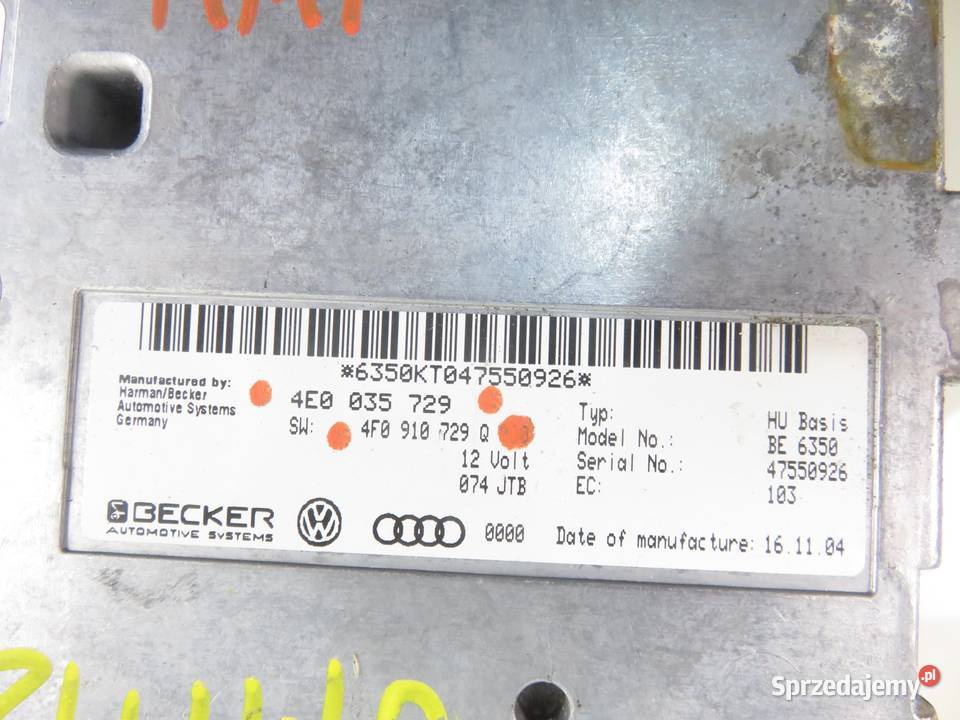 *6350KT047550926*
Manufactured by:
Harman/Becker
Automotive Systems
Germany
4E0 035 729
SW: 4F0 910 729 Q
12 Volt
074 JTB
Typ: HU Basis
Model No.: BE 6350
Serial No.: 47550926
EC: 103
BECKER
AUTOMOTIVE SYSTEMS
0000
Date of manufacture: 16.11.04
Sprzedajemy.pl